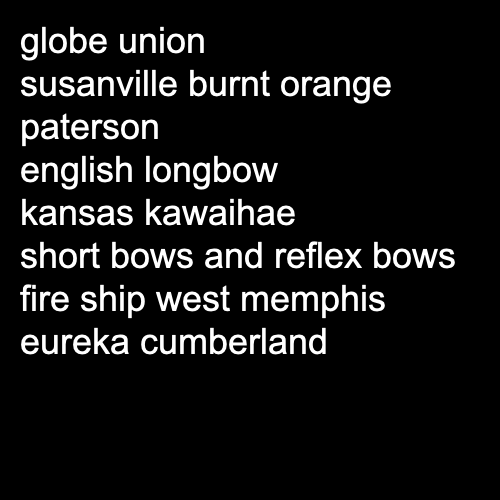 globe union
susanville burnt orange
paterson
english longbow
kansas kawaihae
short bows and reflex bows
fire ship west memphis
eureka cumberland